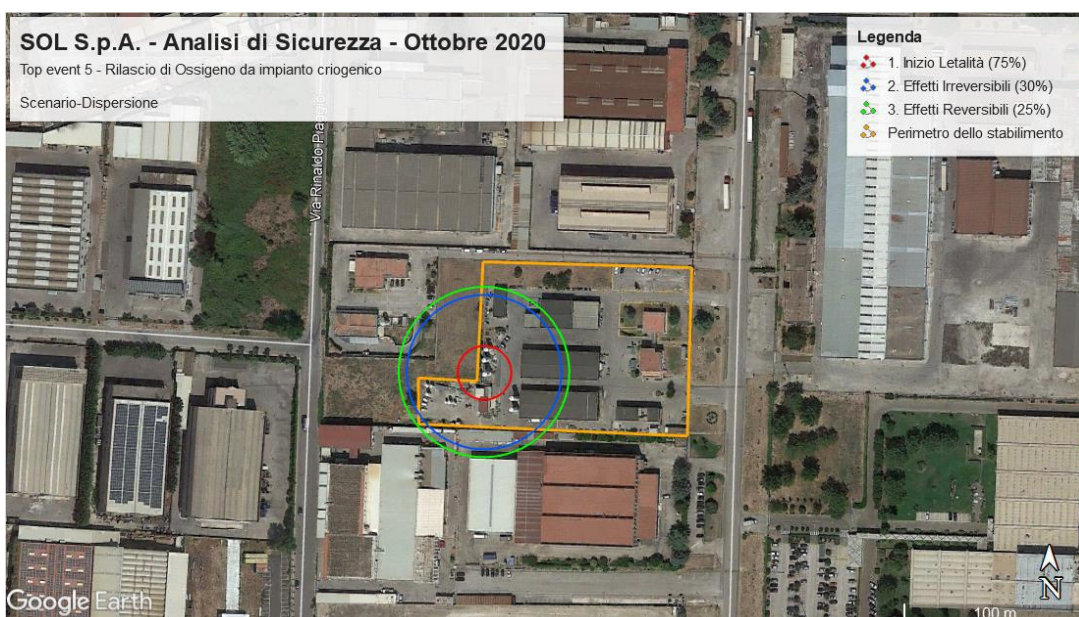 SOL S.p.A. - Analisi di Sicurezza - Ottobre 2020
Top event 5 - Rilascio di Ossigeno da impianto criogenico
Scenario-Dispersione
Legenda
1. Inizio Letalità (75%)
2. Effetti Irreversibili (30%)
3. Effetti Reversibili (25%)
Perimetro dello stabilimento
Via Rinaldo Piaggio
Google Earth
N
100 m